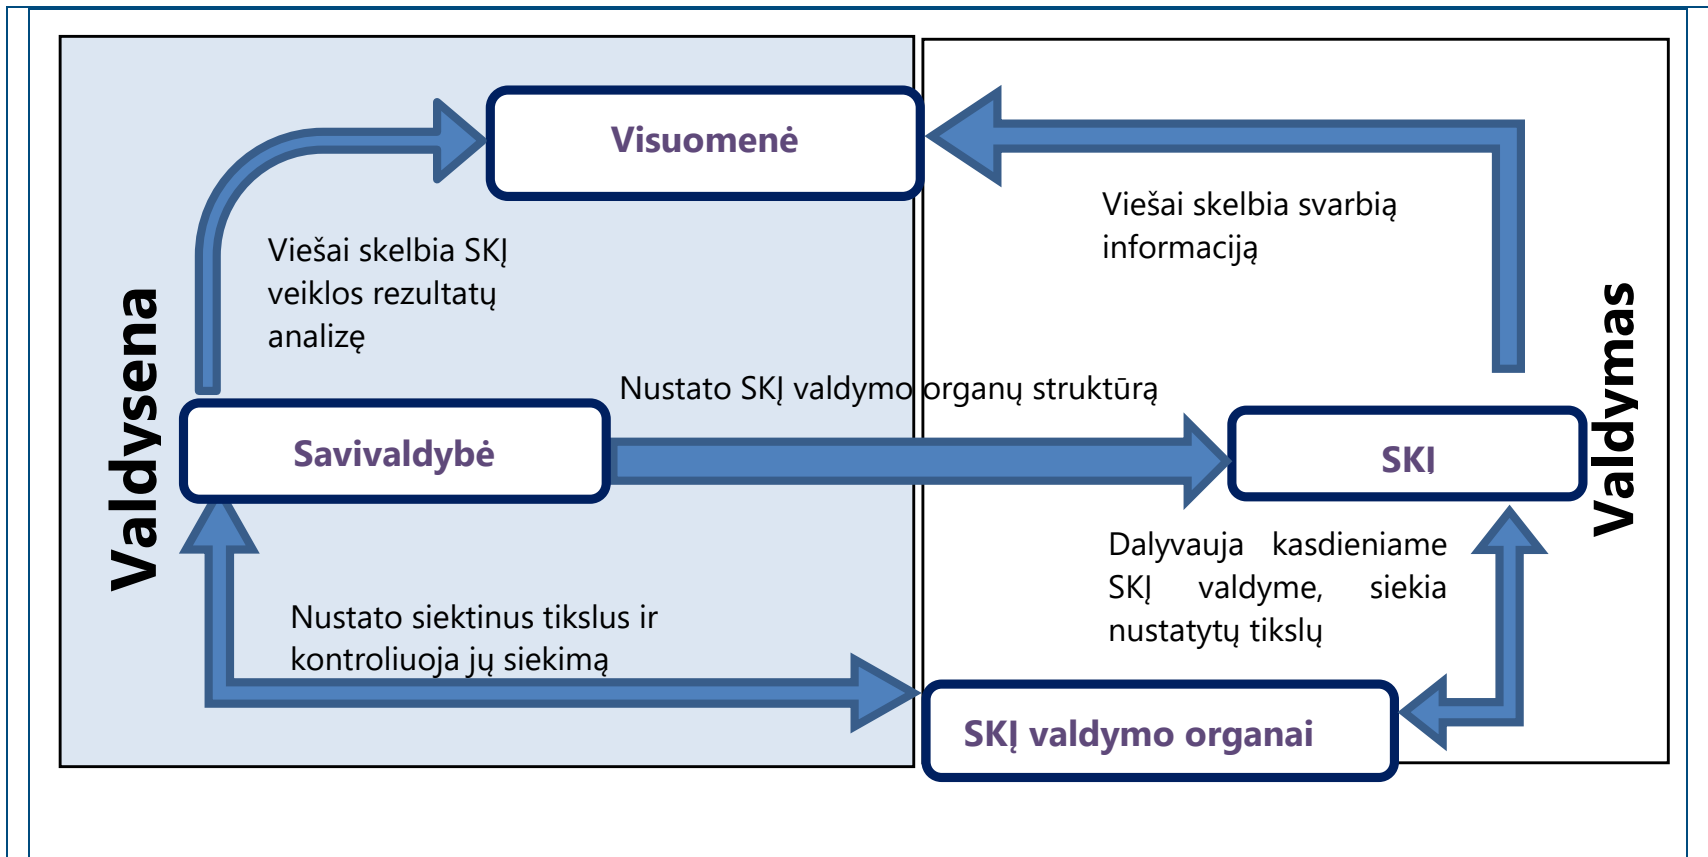 Visuomenė
Viešai skelbia svarbią
informaciją
Viešai skelbia SKĮ
veiklos rezultatų
analizę
Valdysena
Valdymas
Nustato SKĮ valdymo organų struktūrą
Savivaldybė
SKĮ
Dalyvauja kasdieniame
SKĮ valdyme, siekia
nustatytų tikslų
Nustato siektinus tikslus ir
kontroliuoja jų siekimą
SKĮ valdymo organai